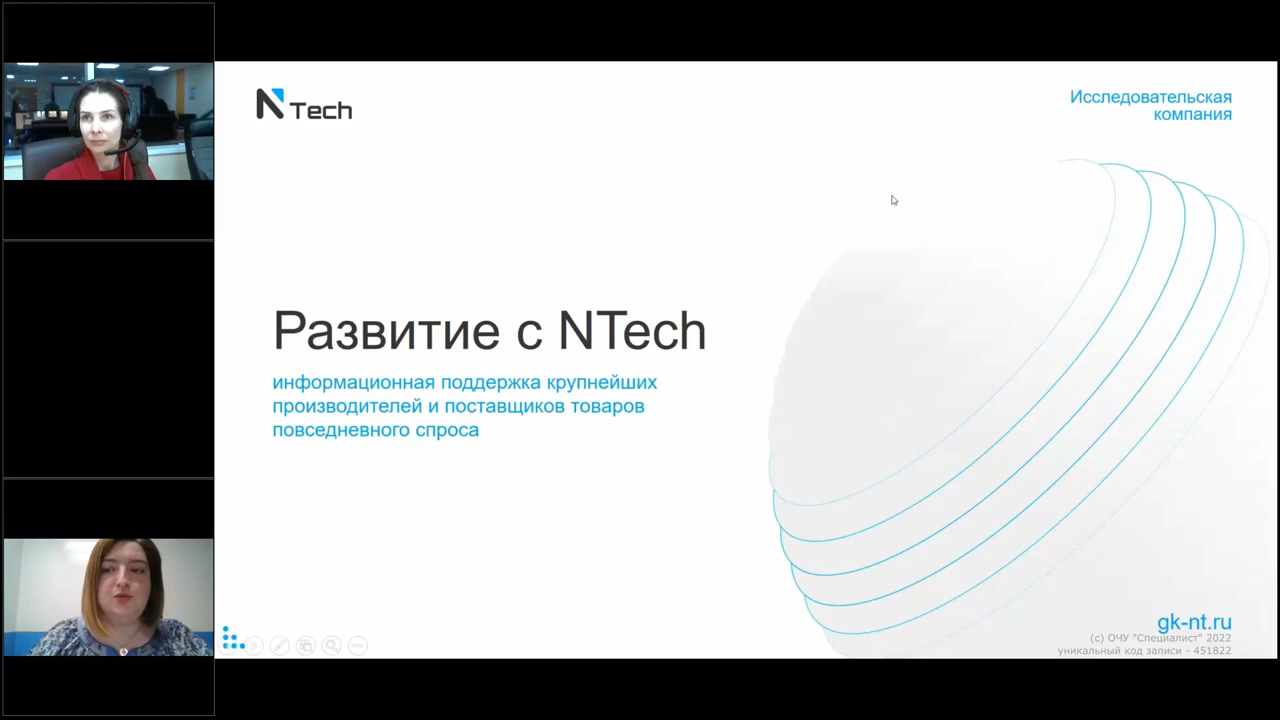 NTech
Исследовательская
компания
Развитие с NTech
информационная поддержка крупнейших
производителей и поставщиков товаров
повседневного спроса
gk-nt.ru
(с) ОЧУ "Специалист" 2022
уникальный код записи - 451822